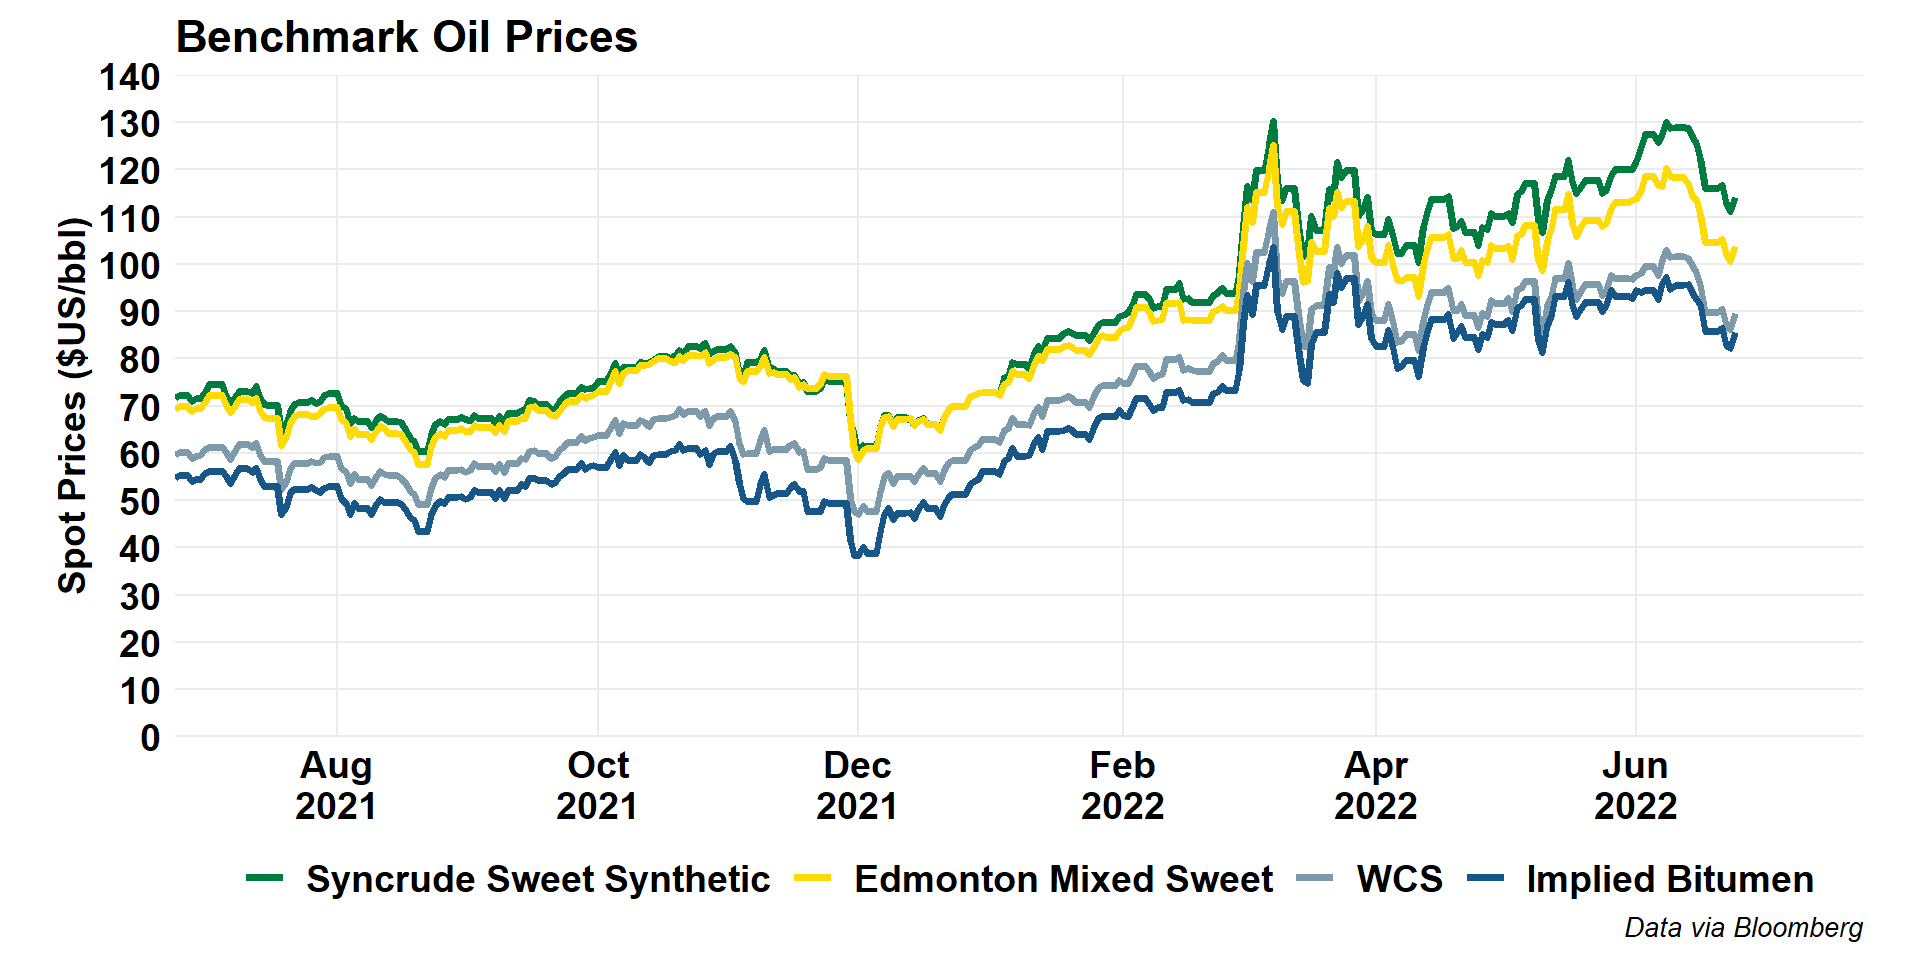 Benchmark Oil Prices
Spot Prices ($US/bbl)
140
130
120
110
100
90
80
70
60
50
40
30
20
10
0
Aug 2021
Oct 2021
Dec 2021
Feb 2022
Apr 2022
Jun 2022
Syncrude Sweet Synthetic
Edmonton Mixed Sweet
WCS
Implied Bitumen
Data via Bloomberg